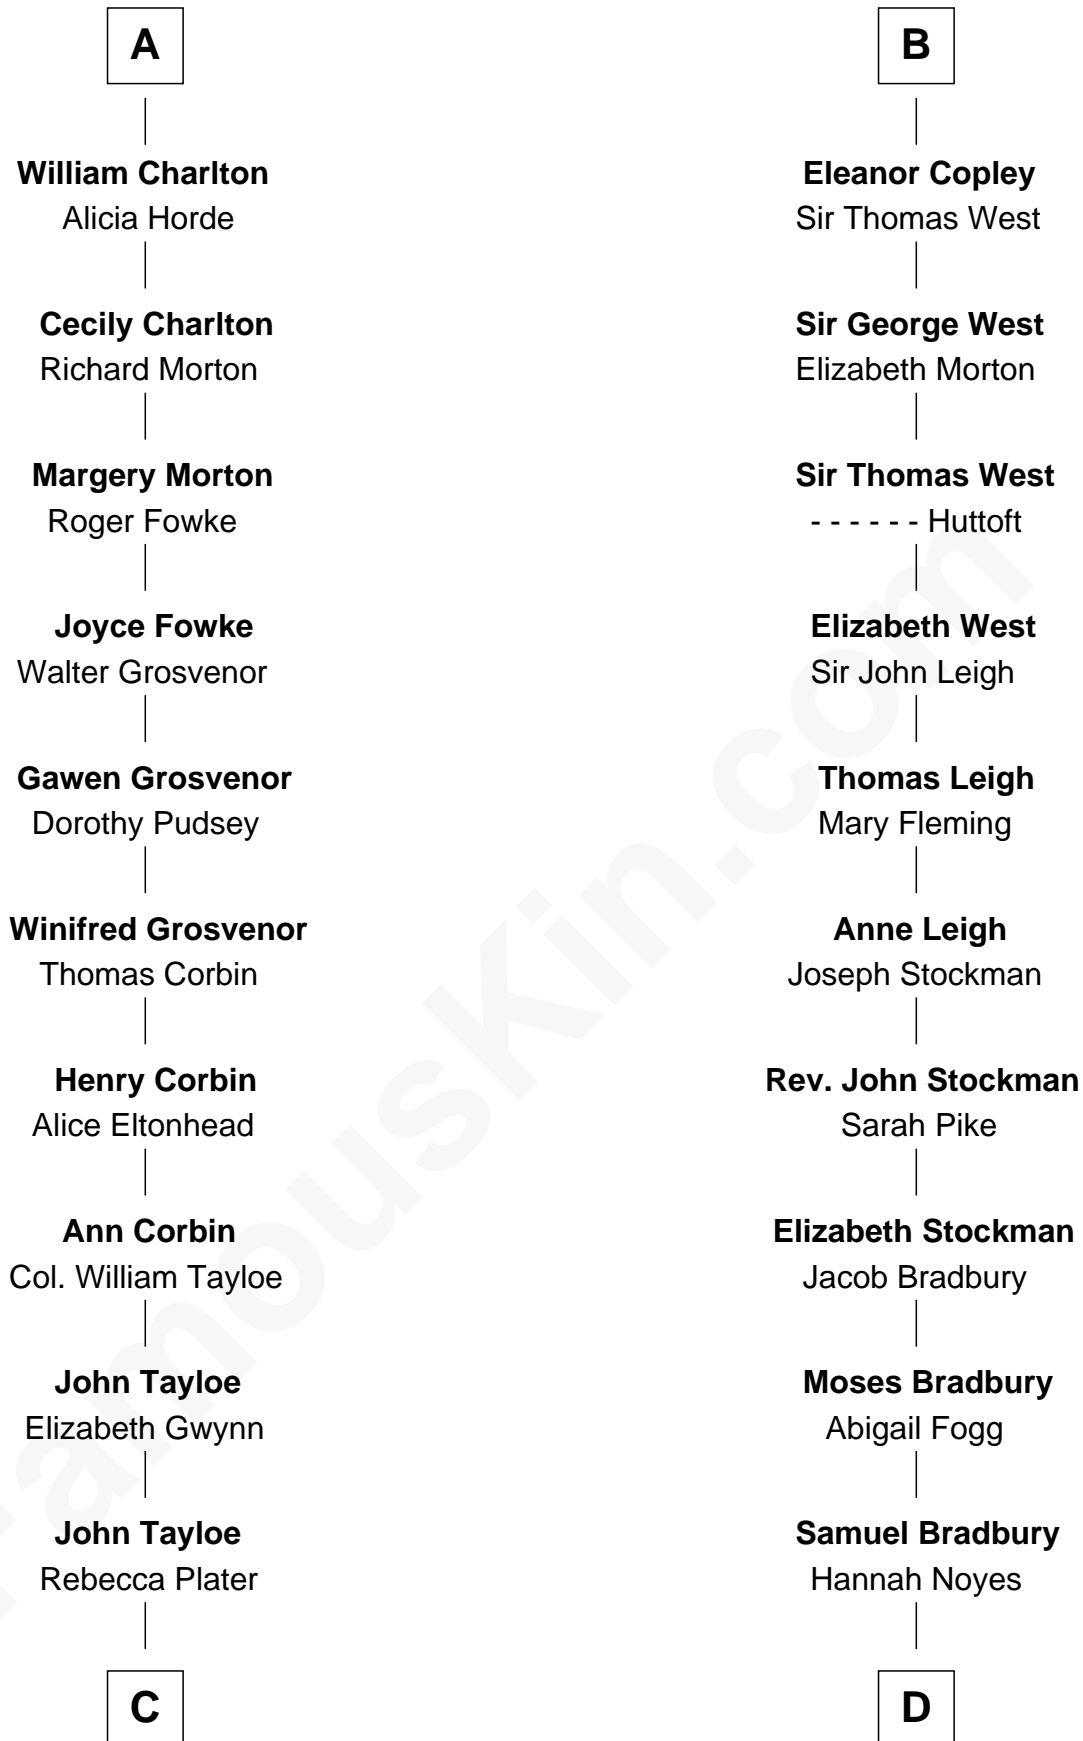 A
William Charlton
Alicia Horde
Cecily Charlton
Richard Morton
Margery Morton
Roger Fowke
Joyce Fowke
Walter Grosvenor
Gawen Grosvenor
Dorothy Pudsey
Winifred Grosvenor
Thomas Corbin
Henry Corbin
Alice Eltonhead
Ann Corbin
Col. William Tayloe
John Tayloe
Elizabeth Gwynn
John Tayloe
Rebecca Plater
C
B
Eleanor Copley
Sir Thomas West
Sir George West
Elizabeth Morton
Sir Thomas West
- - - - - - Huttoft
Elizabeth West
Sir John Leigh
Thomas Leigh
Mary Fleming
Anne Leigh
Joseph Stockman
Rev. John Stockman
Sarah Pike
Elizabeth Stockman
Jacob Bradbury
Moses Bradbury
Abigail Fogg
Samuel Bradbury
Hannah Noyes
D
FamousKin.com